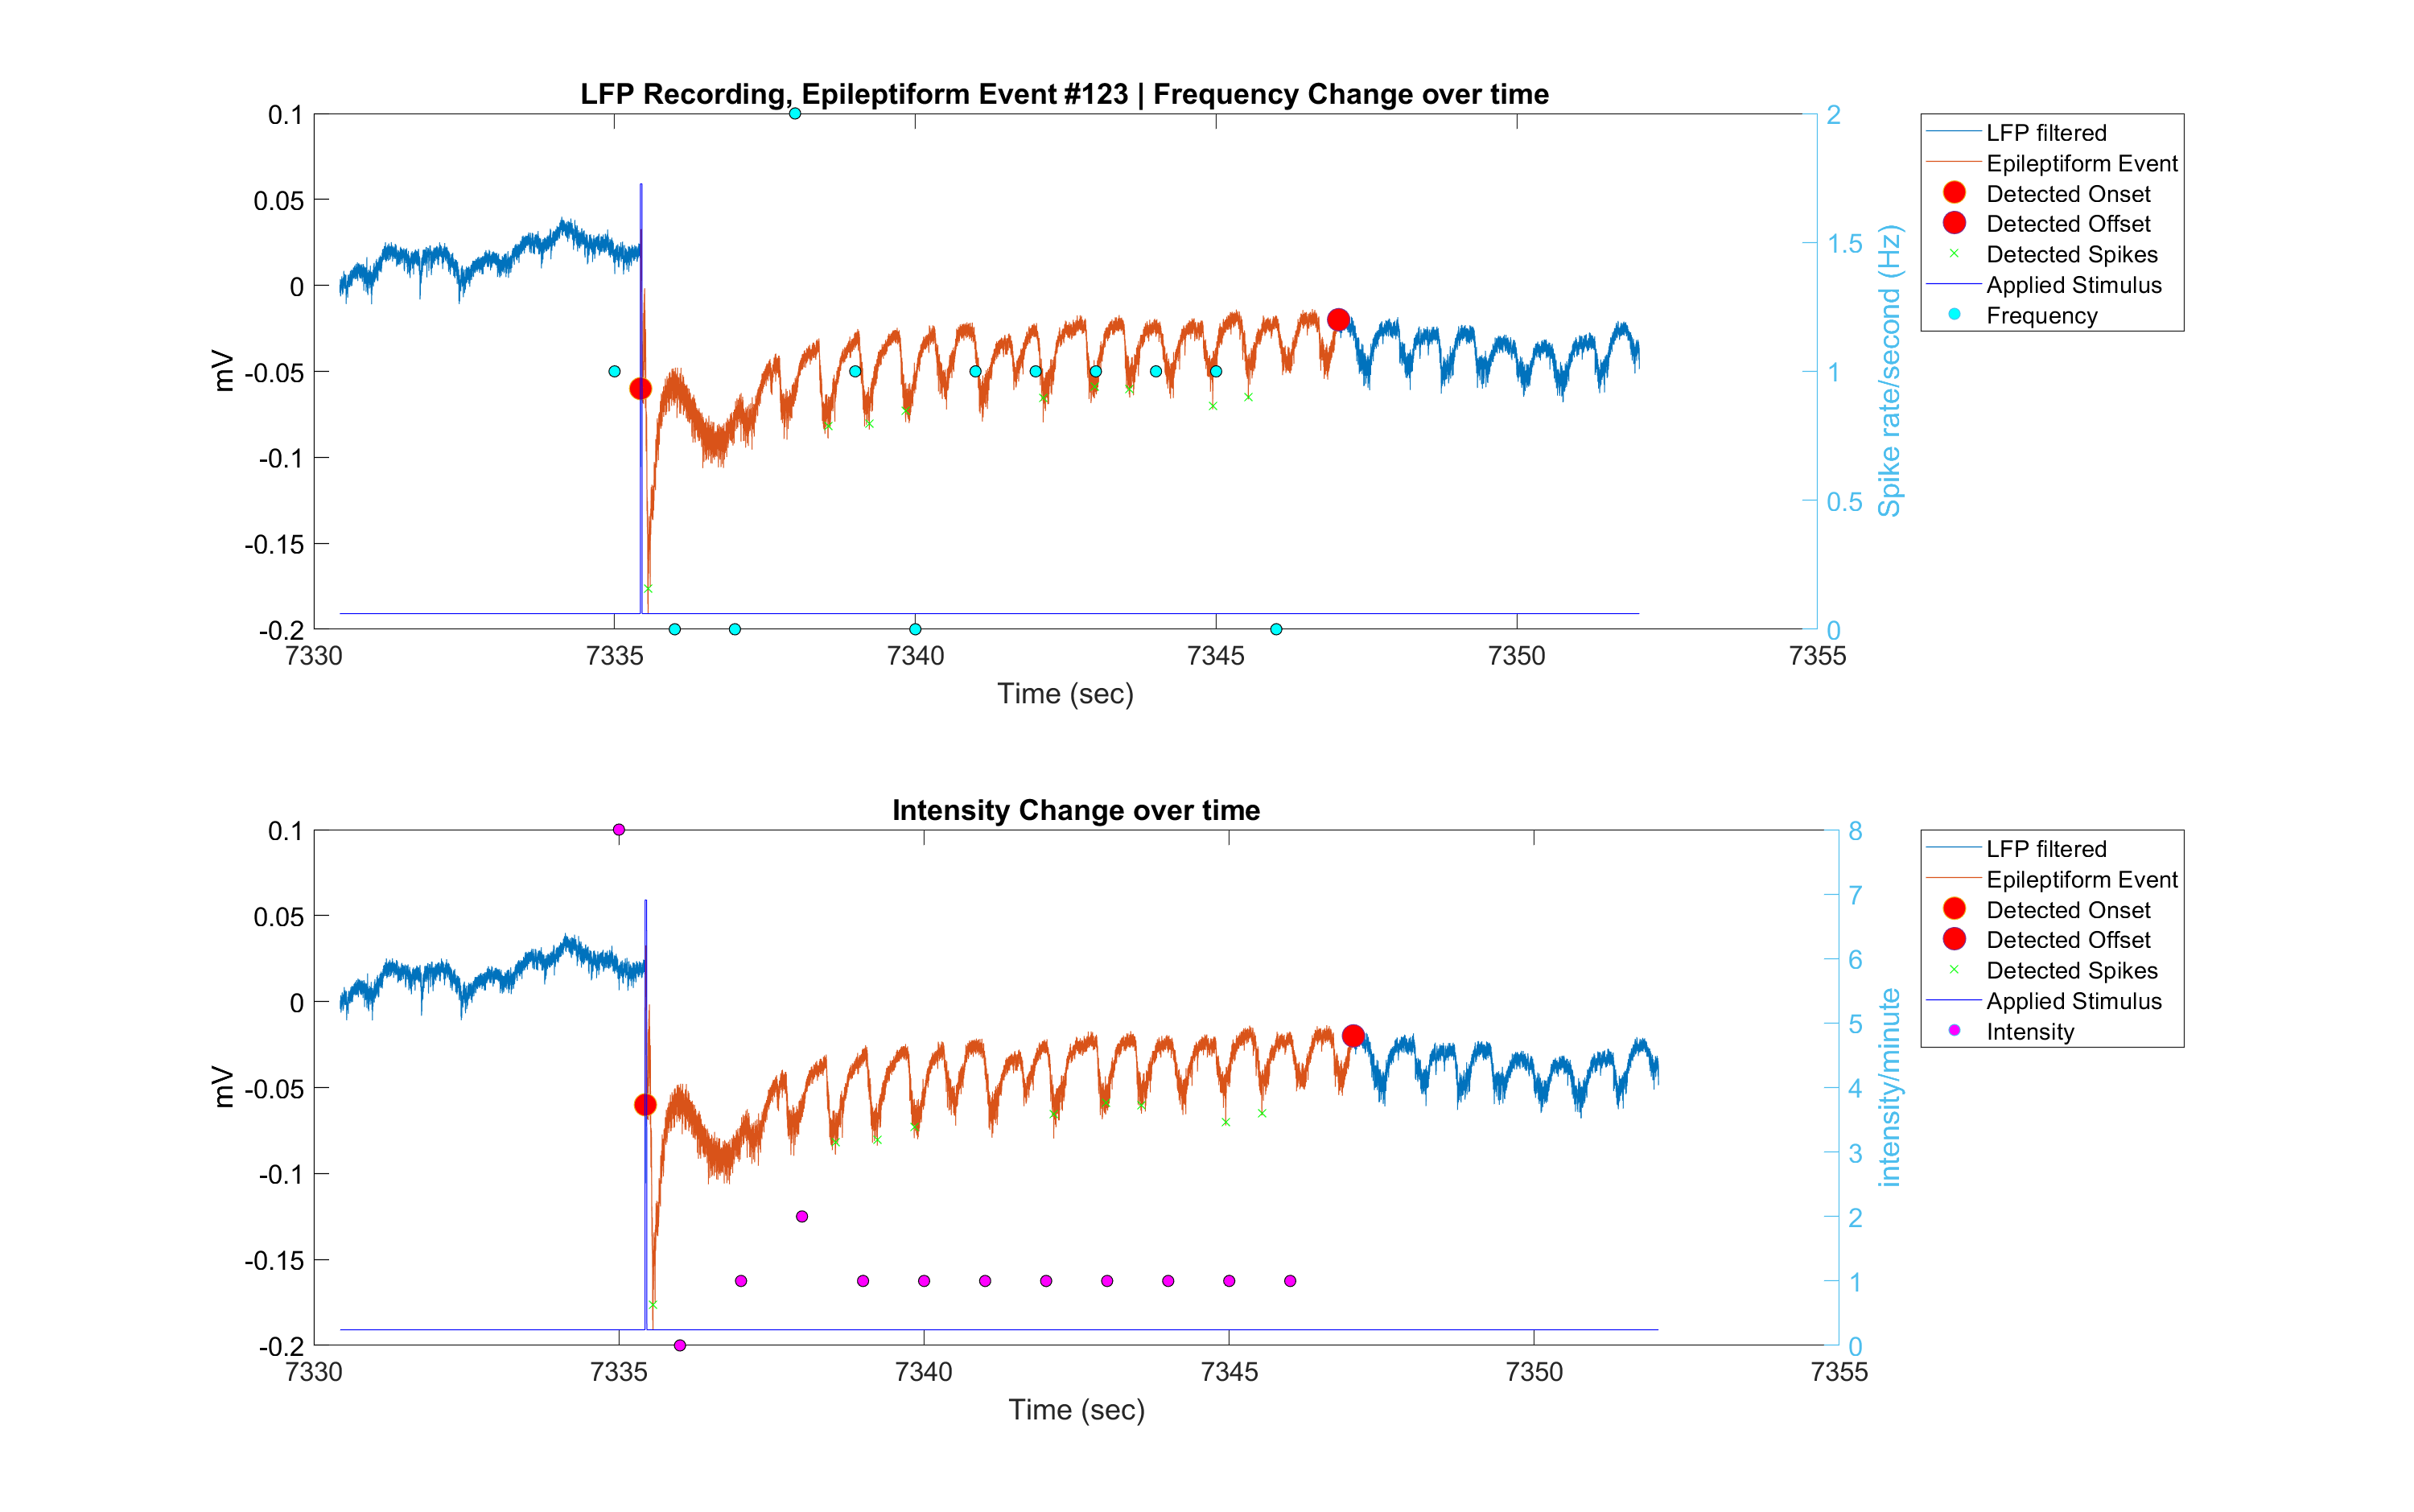 LFP Recording, Epileptiform Event #123 | Frequency Change over time
0.1
0.05
0
-0.05
-0.1
-0.15
-0.2
mV
2
1.5
1
0.5
0
Spike rate/second (Hz)
7330
7335
7340
7345
7350
7355
Time (sec)
LFP filtered
Epileptiform Event
Detected Onset
Detected Offset
Detected Spikes
Applied Stimulus
Frequency
Intensity Change over time
0.1
0.05
0
-0.05
-0.1
-0.15
-0.2
mV
8
7
6
5
4
3
2
1
0
intensity/minute
7330
7335
7340
7345
7350
7355
Time (sec)
LFP filtered
Epileptiform Event
Detected Onset
Detected Offset
Detected Spikes
Applied Stimulus
Intensity